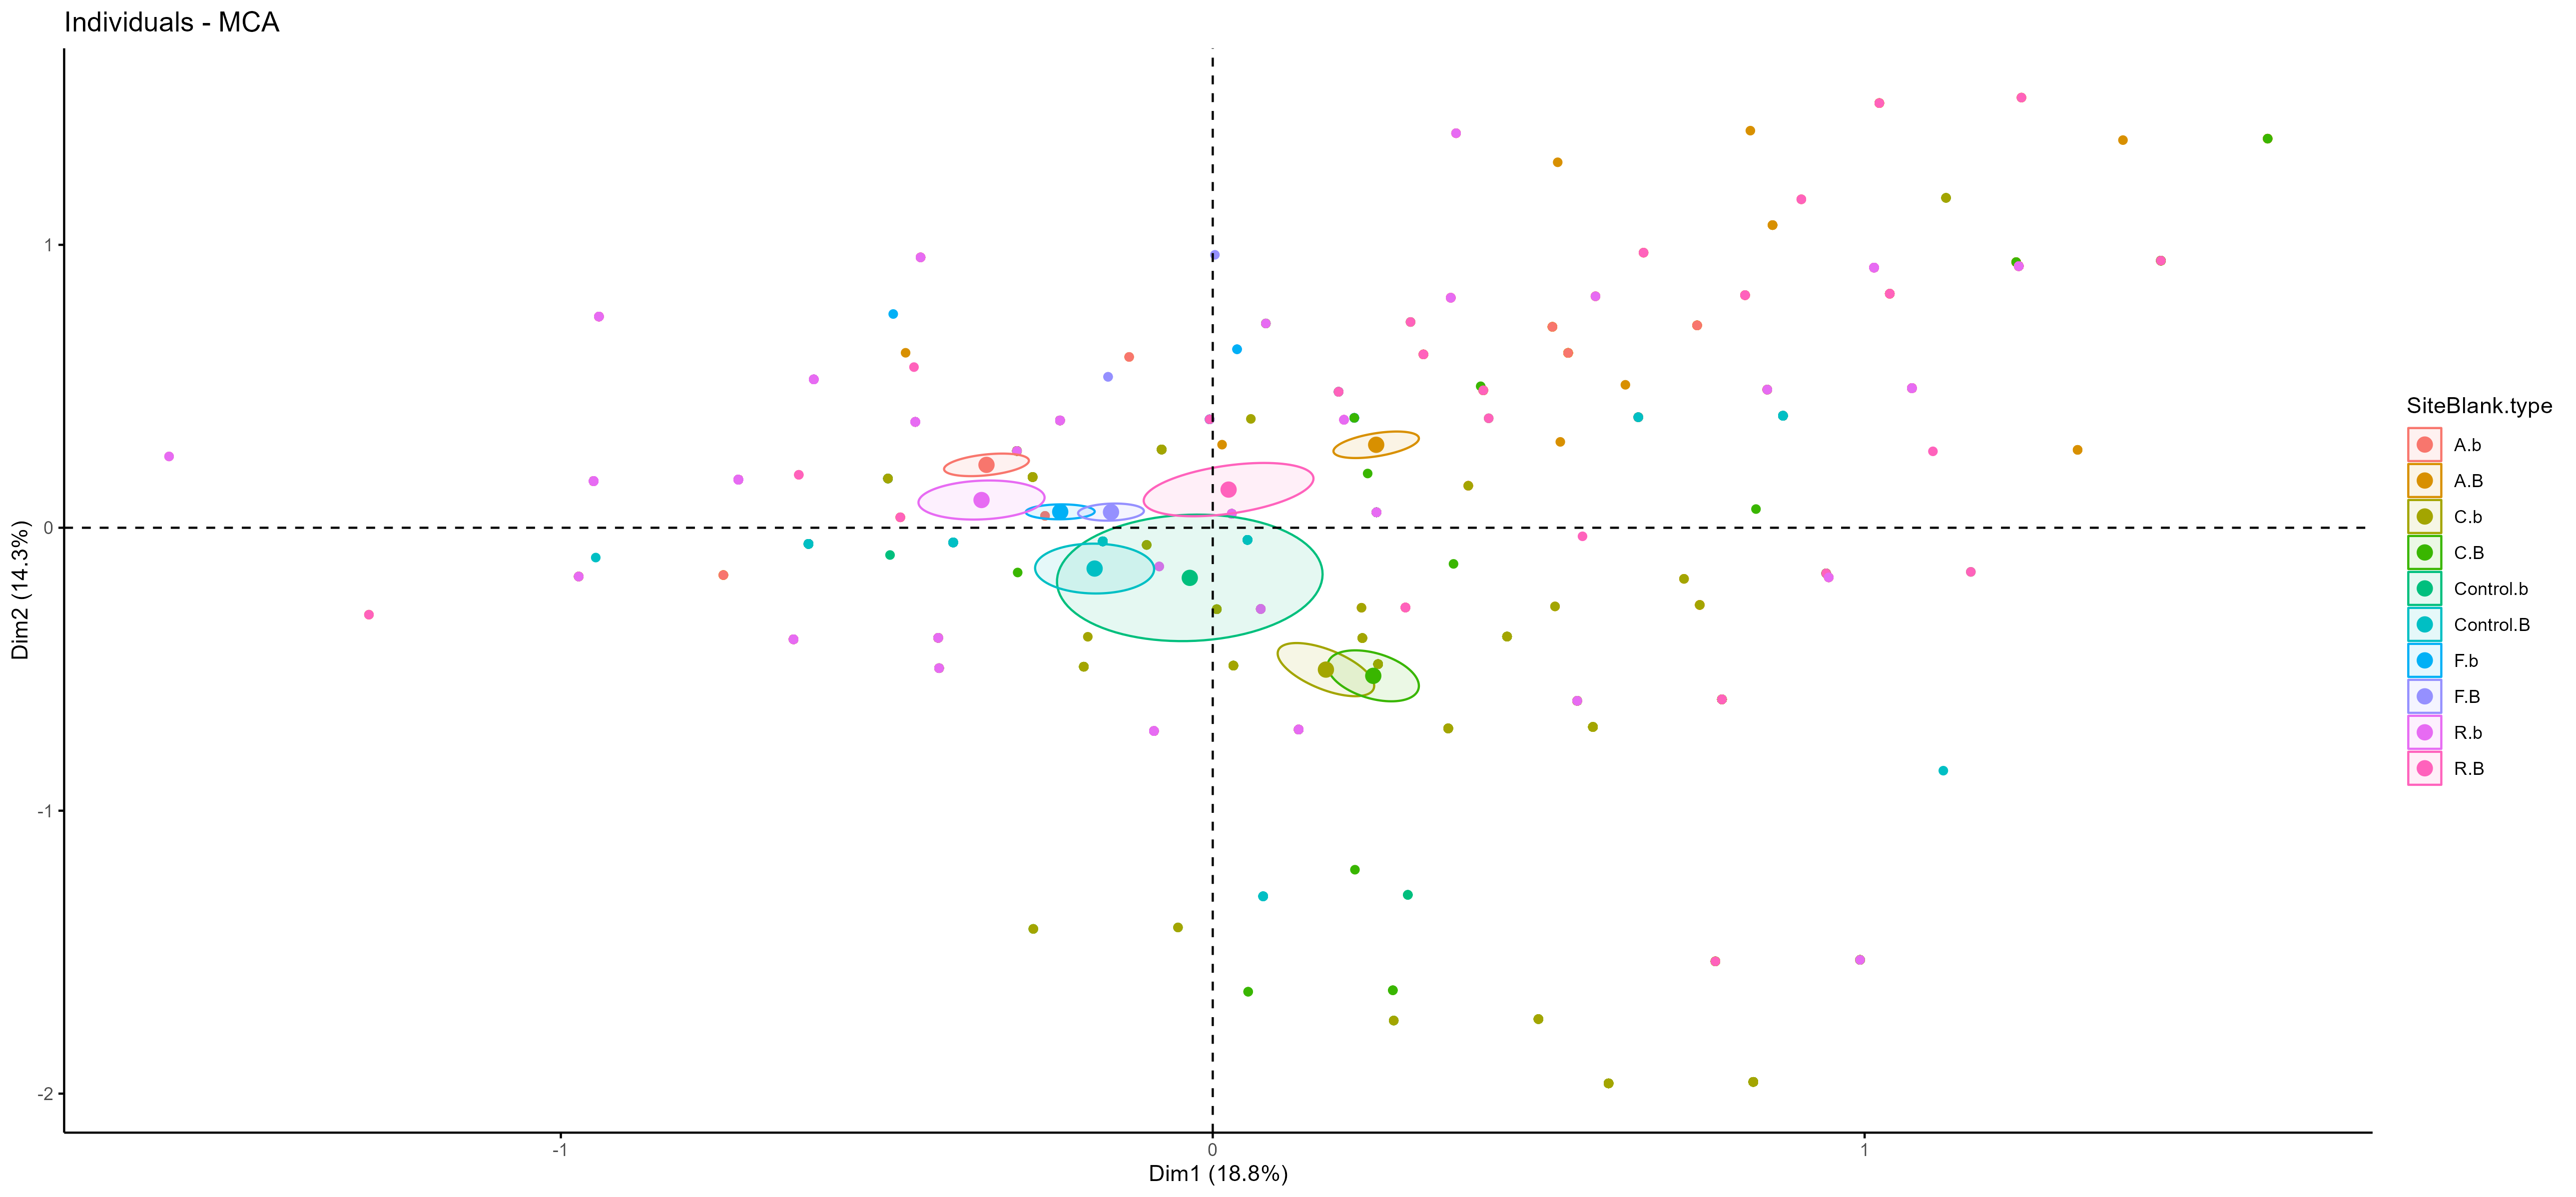 Individuals - MCA
1
0
-1
-2
Dim2 (14.3%)
-1
0
1
Dim1 (18.8%)
SiteBlank.type
A.b
A.B
C.b
C.B
Control.b
Control.B
F.b
F.B
R.b
R.B